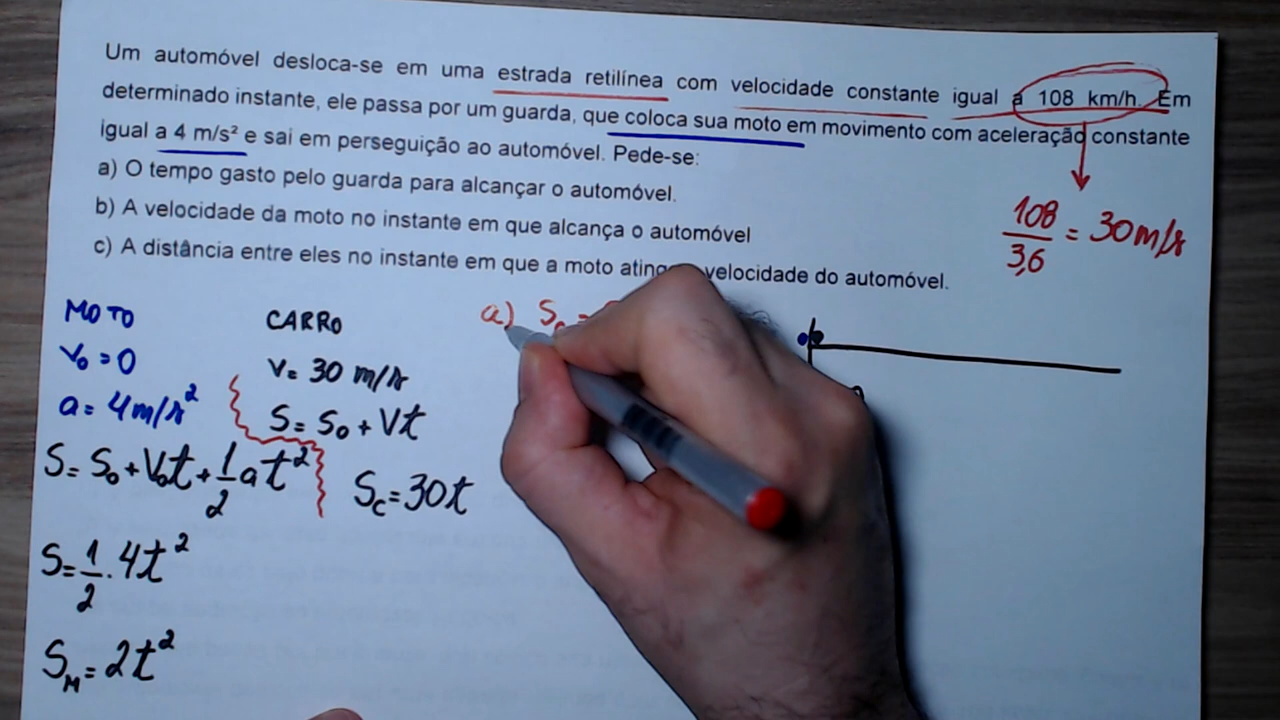 Um automóvel desloca-se em uma estrada retilínea com velocidade constante igual a 108 km/h. Em
determinado instante, ele passa por um guarda, que coloca sua moto em movimento com aceleração constante
igual a 4 m/s² e sai em perseguição ao automóvel. Pede-se:
a) O tempo gasto pelo guarda para alcançar o automóvel.
b) A velocidade da moto no instante em que alcança o automóvel
c) A distância entre eles no instante em que a moto velocidade do automóvel.
108/3,6 = 30 m/s
MOTO
V₀ = 0
a = 4 m/s²
S = S₀ + V₀t + 1/2 at²
S = 1/2 . 4t²
S_M = 2t²
CARRO
V = 30 m/s
S = S₀ + Vt
S_C = 30t
a) S =